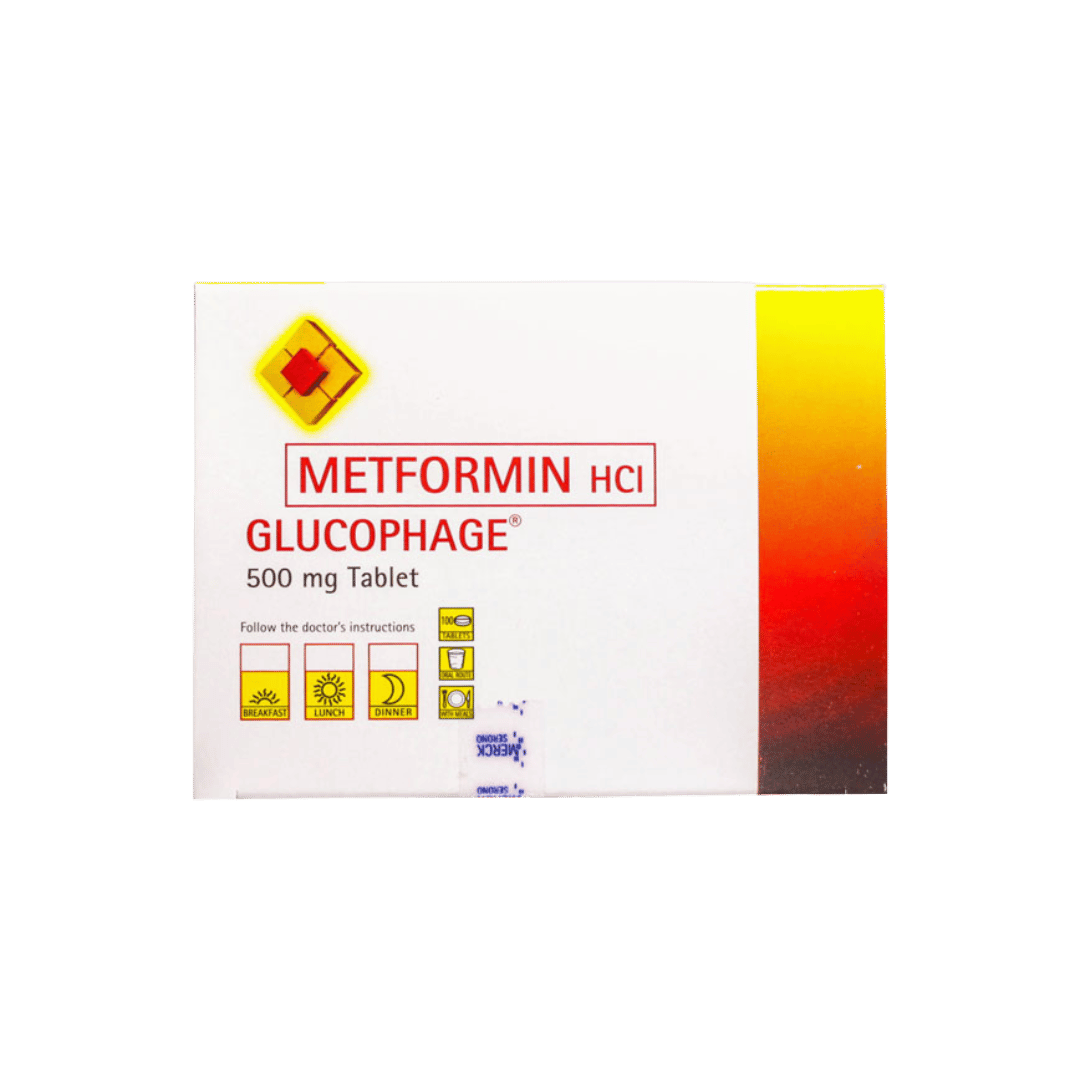 METFORMIN HCl
GLUCOPHAGE®
500 mg Tablet
Follow the doctor's instructions
BREAKFAST
LUNCH
DINNER
100
TABLETS
ORAL ROUTE
WITH MEALS
MERCK
SERONO
SERONO